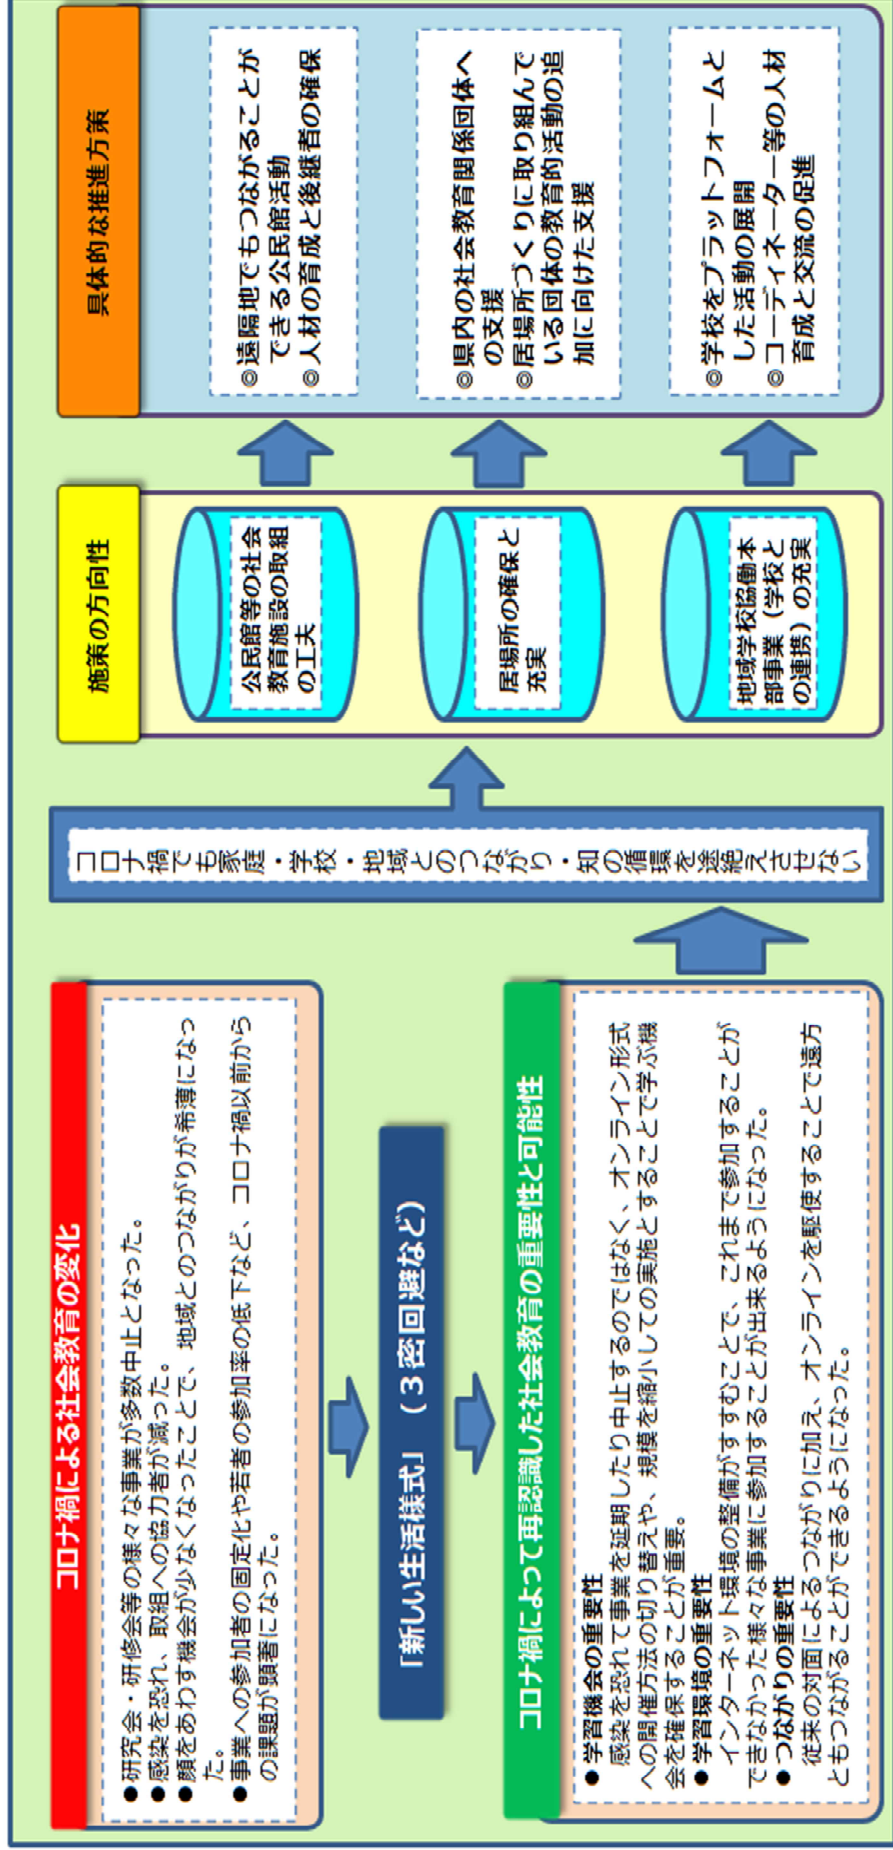 コロナ禍による社会教育の変化
●研究会・研修会等の様々な事業が多数中止となった。
●感染を恐れ、取組への協力者が減った。
●顔をあわす機会が少なくなったことで、地域とのつながりが希薄になっ
た。
●事業への参加者の固定化や若者の参加率の低下など、コロナ禍以前から
の課題が顕著になった。
「新しい生活様式」（３密回避など）
コロナ禍によって再認識した社会教育の重要性と可能性
●学習機会の重要性
感染を恐れて事業を延期したり中止するのではなく、オンライン形式
への開催方法の切り替えや、規模を縮小しての実施とすることで学ぶ機
会を確保することが重要。
●学習環境の重要性
インターネット環境の整備がすすむことで、これまで参加することが
できなかった様々な事業に参加することが出来るようになった。
●つながりの重要性
従来の対面によるつながりに加え、オンラインを駆使することで遠方
ともつながることができるようになった。
コロナ禍でも家庭・学校・地域とのつながり・知の循環を途絶えさせない
施策の方向性
公民館等の社会
教育施設の取組
の工夫
居場所の確保と
充実
地域学校協働本
部事業（学校と
の連携）の充実
具体的な推進方策
◎遠隔地でもつながることが
できる公民館活動
◎人材の育成と後継者の確保
◎県内の社会教育関係団体へ
の支援
◎居場所づくりに取り組んで
いる団体の教育的活動の追
加に向けた支援
◎学校をプラットフォームと
した活動の展開
◎コーディネーター等の人材
育成と交流の促進